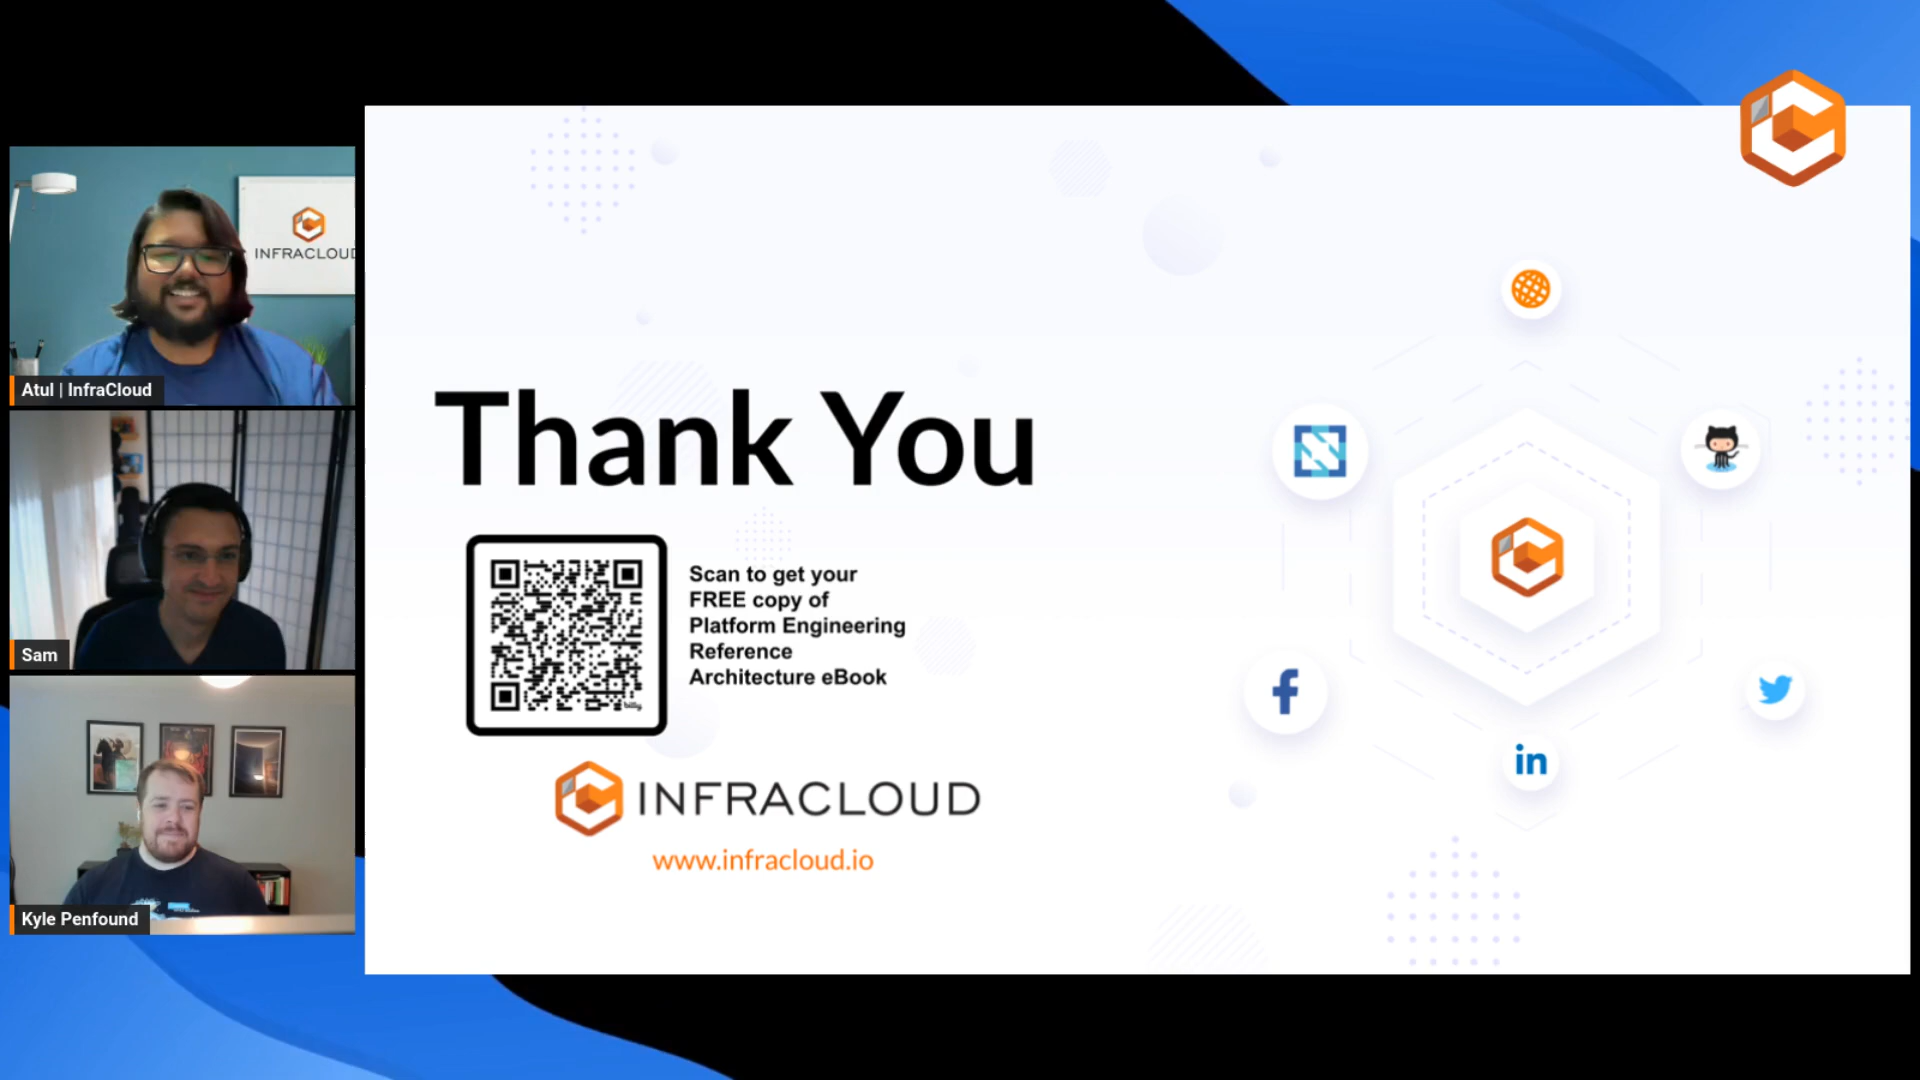 INFRACLOUD
Atul | InfraCloud
Sam
Kyle Penfound
Thank You
Scan to get your
FREE copy of
Platform Engineering
Reference
Architecture eBook
bitly
INFRACLOUD
www.infracloud.io
f
in